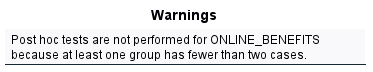 Warnings
Post hoc tests are not performed for ONLINE_BENEFITS
because at least one group has fewer than two cases.